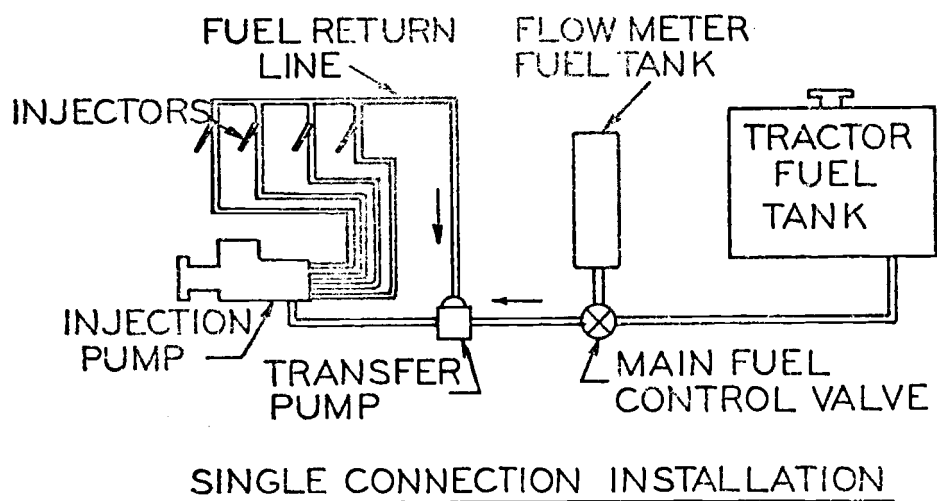 FUEL RETURN
LINE
FLOW METER
FUEL TANK
INJECTORS
TRACTOR
FUEL
TANK
INJECTION
PUMP
TRANSFER
PUMP
MAIN FUEL
CONTROL VALVE
SINGLE CONNECTION INSTALLATION